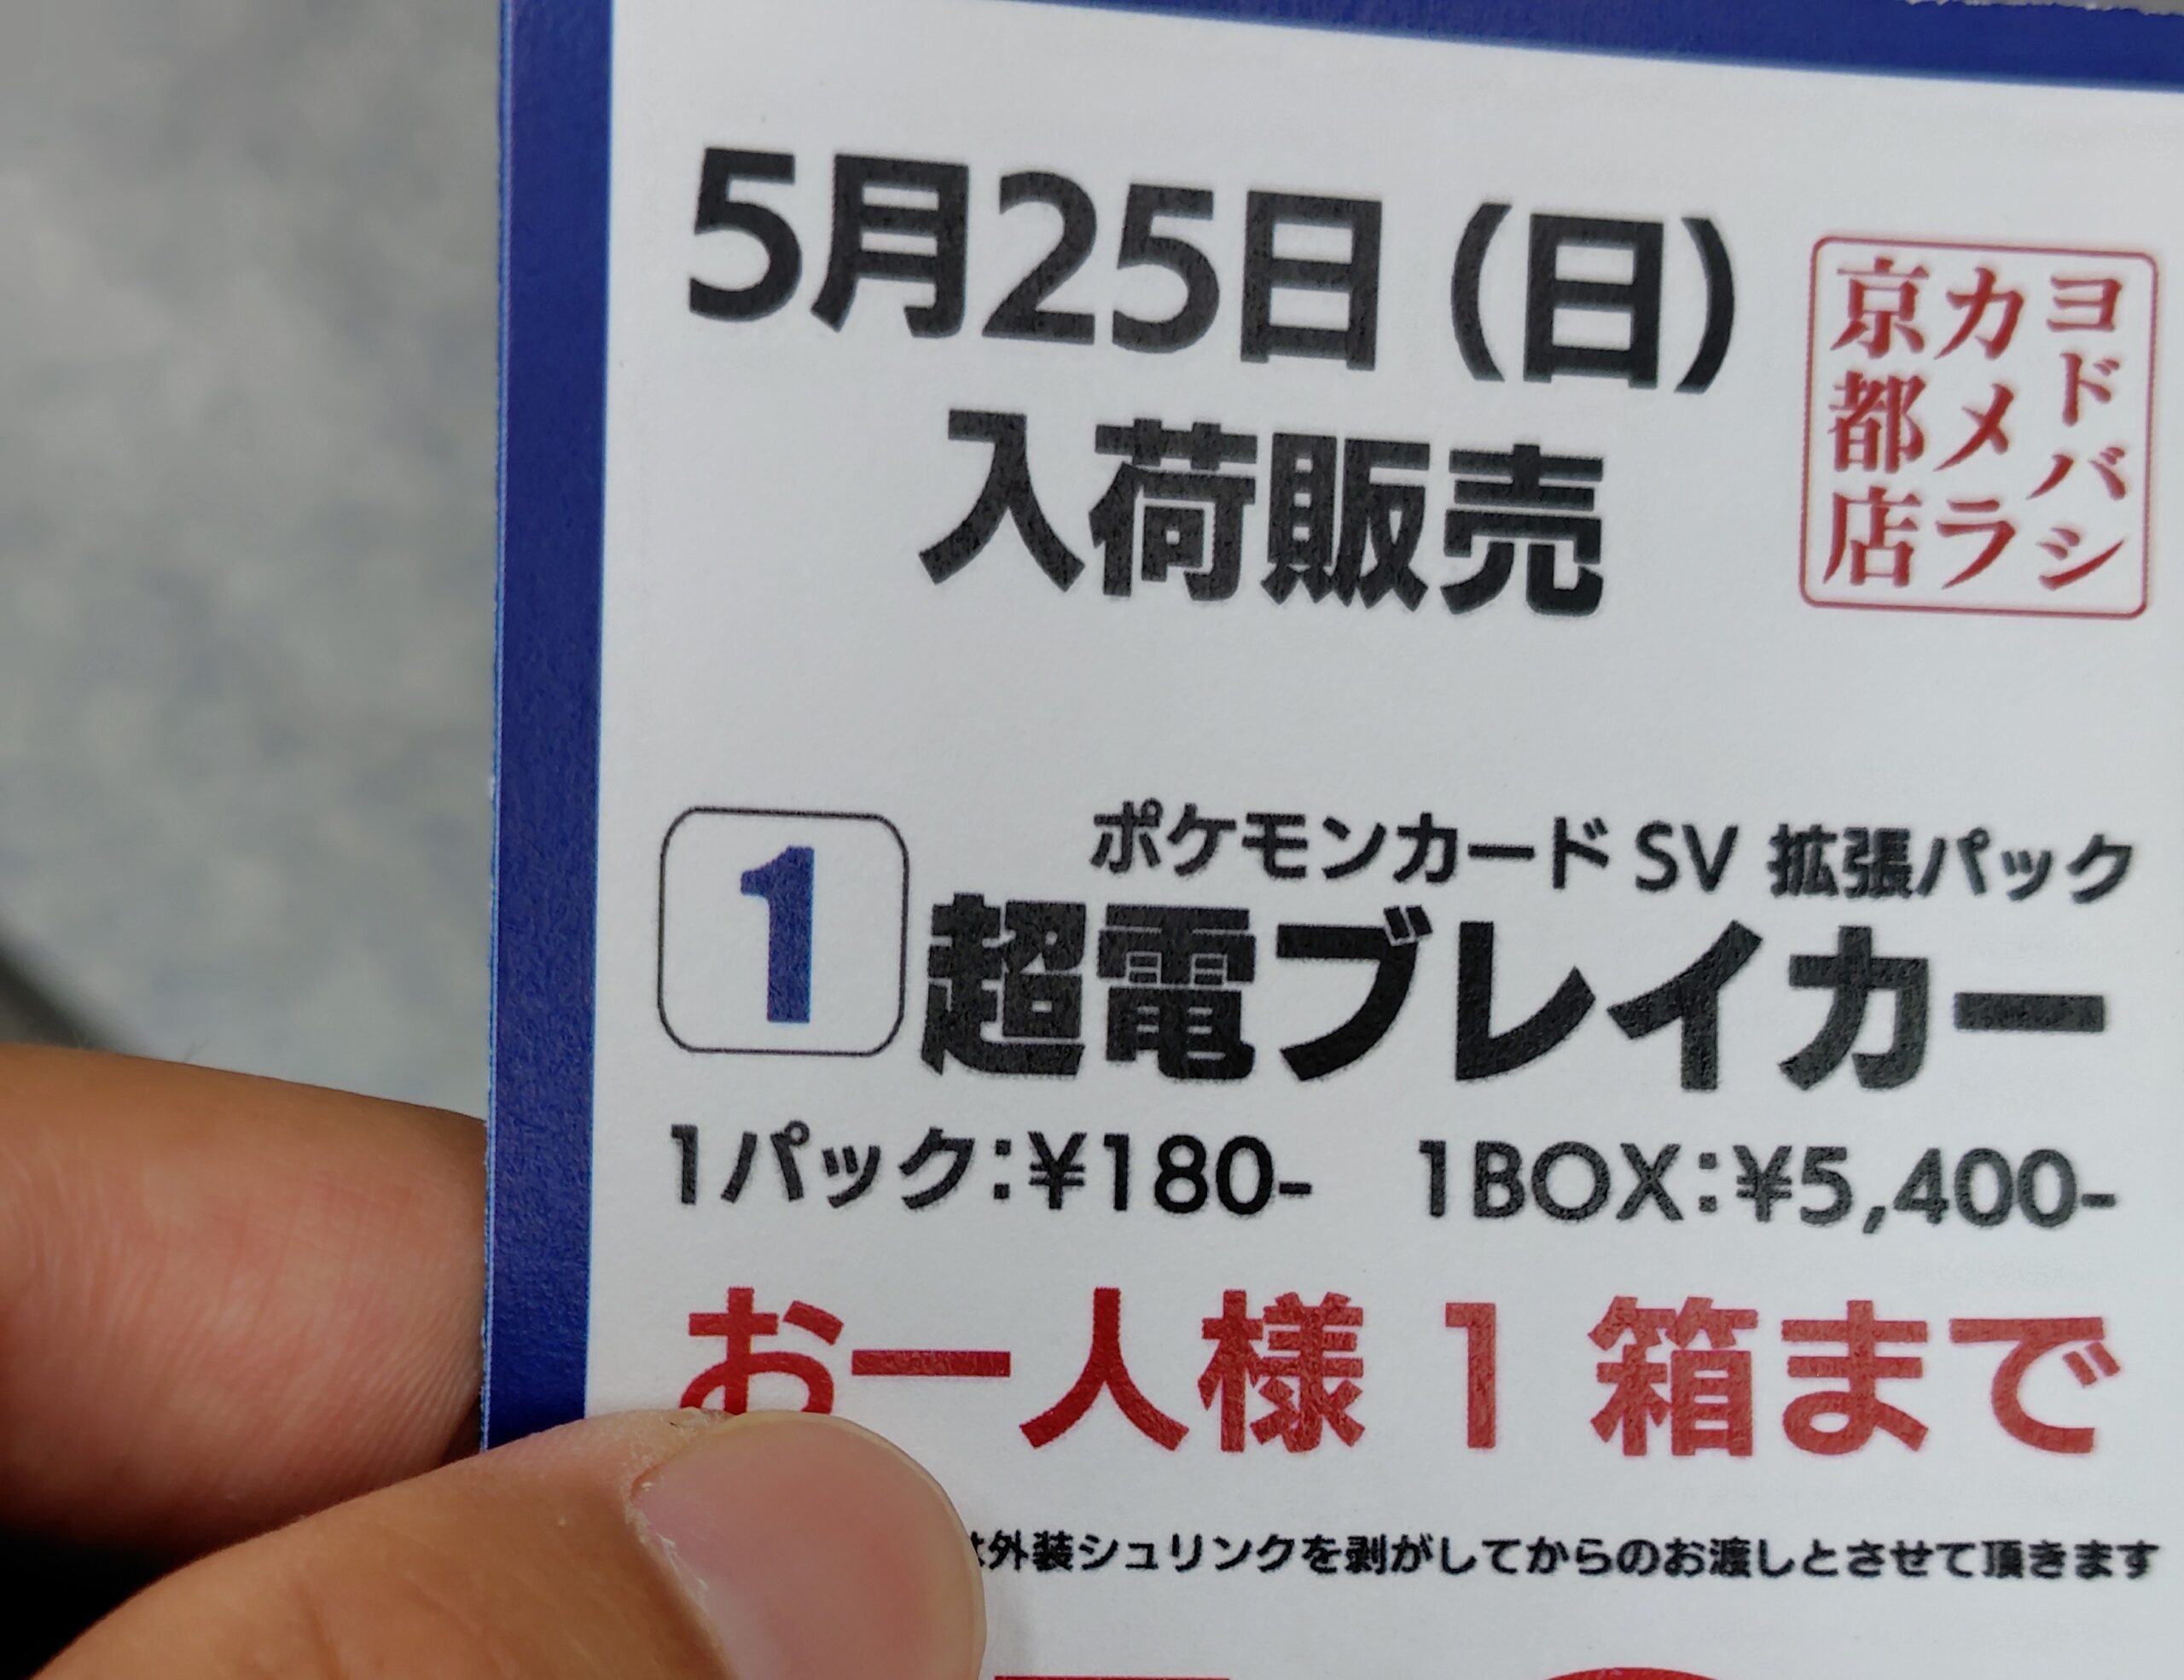 5月25日（日）
入荷販売
ヨドバシ
カメラ
京都店
1
ポケモンカード SV 拡張パック
超電ブレイカー
1パック:¥180- 1BOX:¥5,400-
お一人様 1 箱まで
外装シュリンクを剥がしてからのお渡しとさせて頂きます